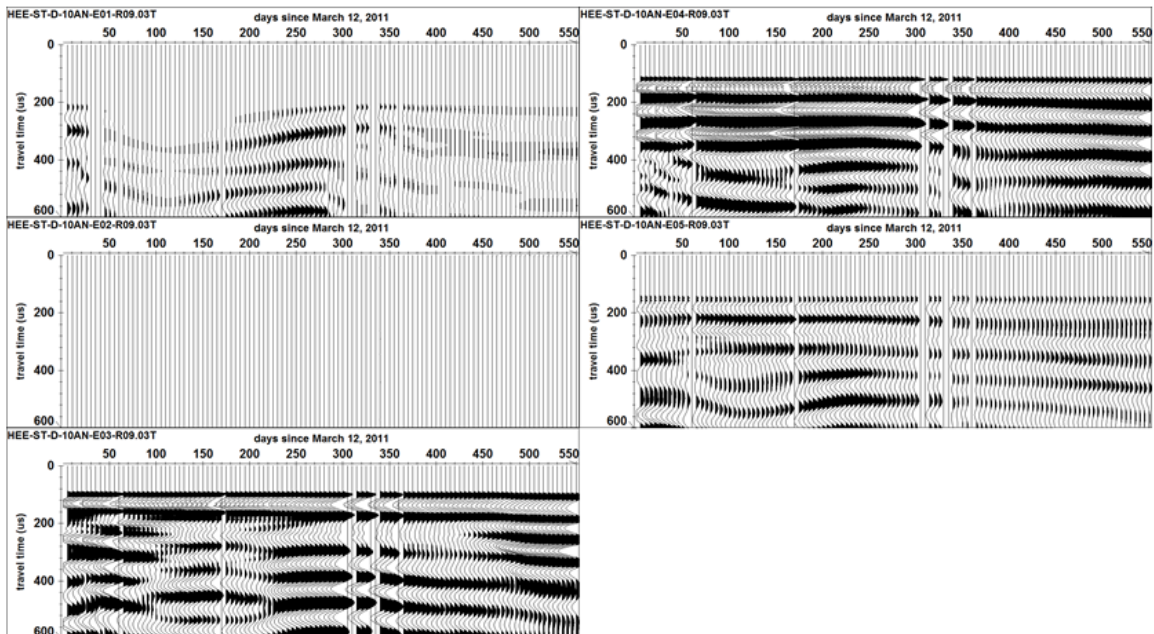 HEE-ST-D-10AN-E01-R09.03T
days since March 12, 2011
50 100 150 200 250 300 350 400 450 500 550
travel time (us)
0
200
400
600
HEE-ST-D-10AN-E04-R09.03T
days since March 12, 2011
50 100 150 200 250 300 350 400 450 500 550
travel time (us)
0
200
400
600
HEE-ST-D-10AN-E02-R09.03T
days since March 12, 2011
50 100 150 200 250 300 350 400 450 500 550
travel time (us)
0
200
400
600
HEE-ST-D-10AN-E05-R09.03T
days since March 12, 2011
50 100 150 200 250 300 350 400 450 500 550
travel time (us)
0
200
400
600
HEE-ST-D-10AN-E03-R09.03T
days since March 12, 2011
50 100 150 200 250 300 350 400 450 500 550
travel time (us)
0
200
400
600